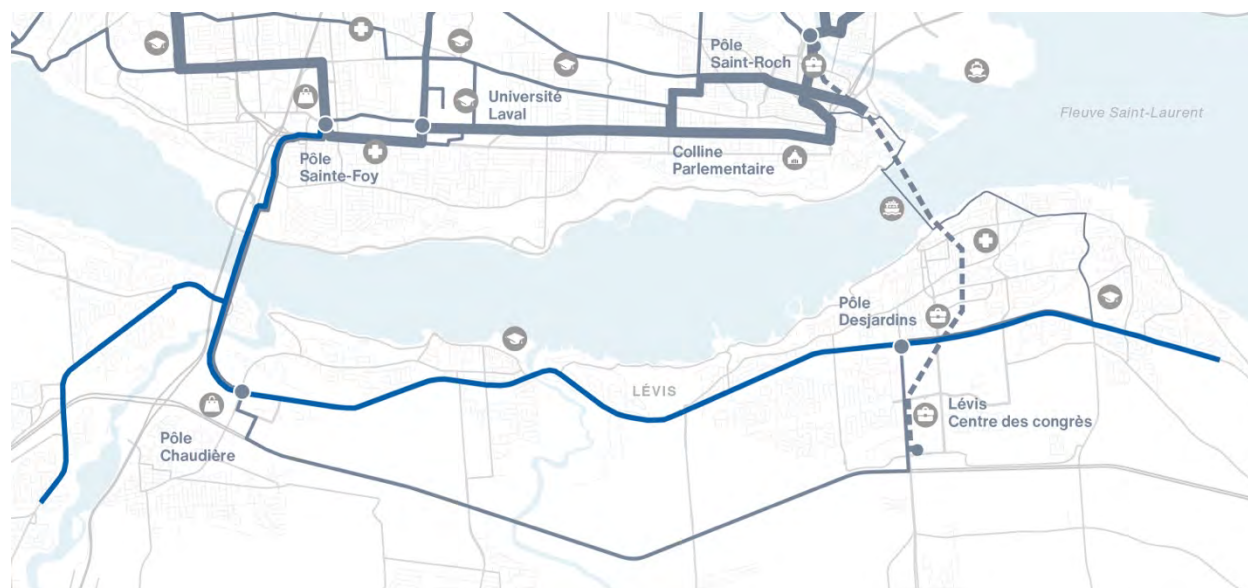 Pôle
Saint-Roch
Université
Laval
Fleuve Saint-Laurent
Pôle
Sainte-Foy
Colline
Parlementaire
Pôle
Desjardins
LÉVIS
Lévis
Centre des congrès
Pôle
Chaudière